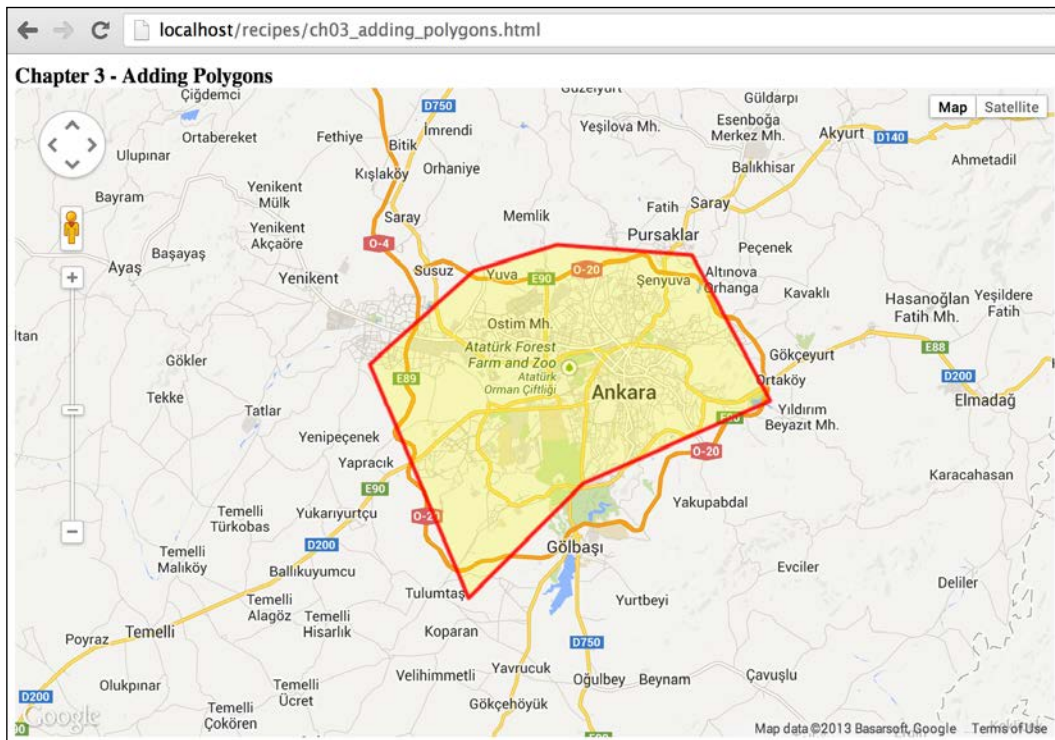 localhost/recipes/ch03_adding_polygons.html
Chapter 3 - Adding Polygons
Çiğdemci
D750
Güzelyurt
Güldarpı
Map
Satellite
Ortabereket
Fethiye
İmrendi
Bitik
Yeşilova Mh.
Esenboğa
Merkez Mh.
Akyurt
D140
Ulupınar
Kışlaköy
Orhaniye
Balıkhisar
Ahmetadil
Bayram
Yenikent
Mülk
Saray
Memlik
Fatih
Saray
Yenikent
Akçaöre
O-4
Pursaklar
Peçenek
Başayaş
Ayaş
Yenikent
Susuz
Yuva
E90
O-20
Şenyuva
Altınova
Orhanga
Kavaklı
Hasanoğlan
Fatih Mh.
Yeşildere
Fatih
ltan
Ostim Mh.
Gökler
Atatürk Forest
Farm and Zoo
Atatürk
Orman Çiftliği
Gökçeyurt
E88
D200
E89
Ankara
Ortaköy
Elmadağ
Tekke
Tatlar
E90
Yıldırım
Beyazıt Mh.
Yenipeçenek
Yapracık
O-20
Karacahasan
E90
Yakupabdal
Temelli
Türkobas
Yukarıyurtçu
O-20
D200
Gölbaşı
Temelli
Malıköy
Ballıkuyumcu
Evciler
Deliler
Temelli
Alagöz
Tulumtaş
Yurtbeyi
Temelli
Hisarlık
Poyraz
Temelli
Koparan
D750
Velihimmetli
Yavrucuk
Oğulbey
Beynam
Çavuşlu
Olukpınar
Temelli
Ücret
D200
Gökçehöyük
Google
Temelli
Çokören
E90
Map data ©2013 Basarsoft, Google
Terms of Use